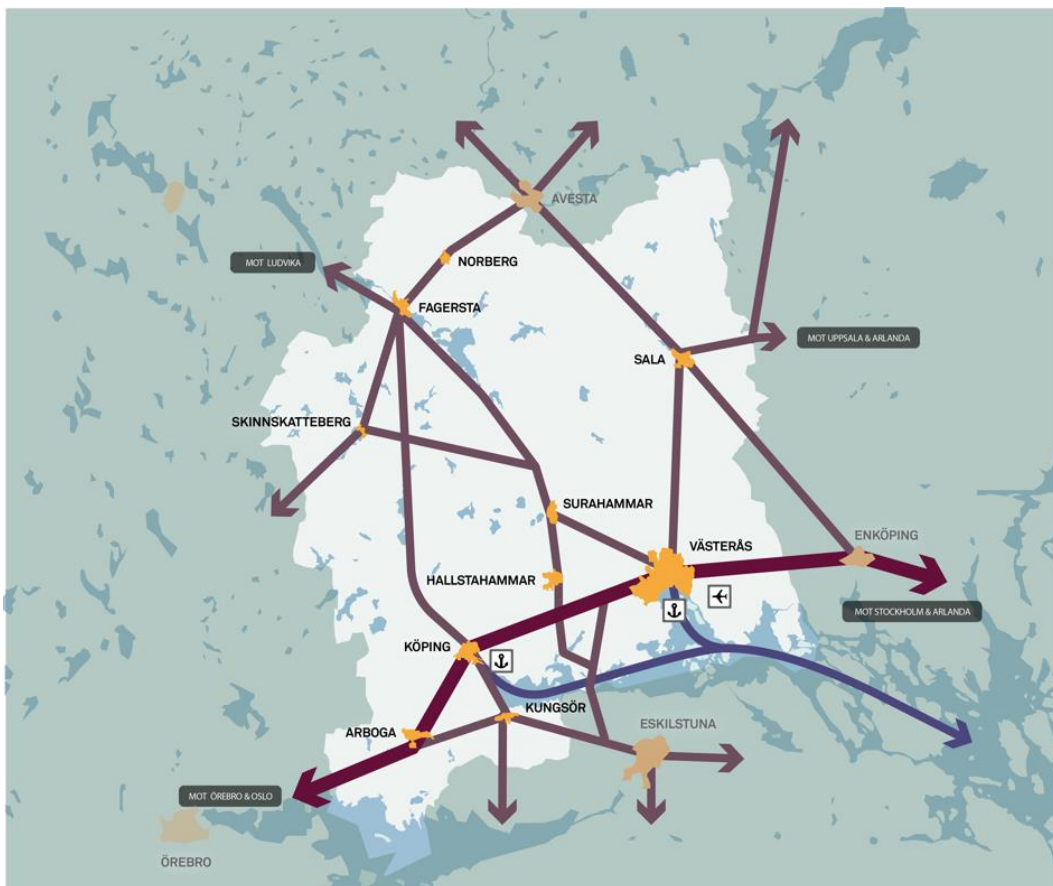 AVESTA
NORBERG
MOT LUDVIKA
FAGERSTA
MOT UPPSALA & ARLANDA
SALA
SKINNSKATTEBERG
SURAHAMMAR
ENKÖPING
VÄSTERÅS
HALLSTAHAMMAR
MOT STOCKHOLM & ARLANDA
KÖPING
KUNGSÖR
ESKILSTUNA
ARBOGA
MOT ÖREBRO & OSLO
ÖREBRO